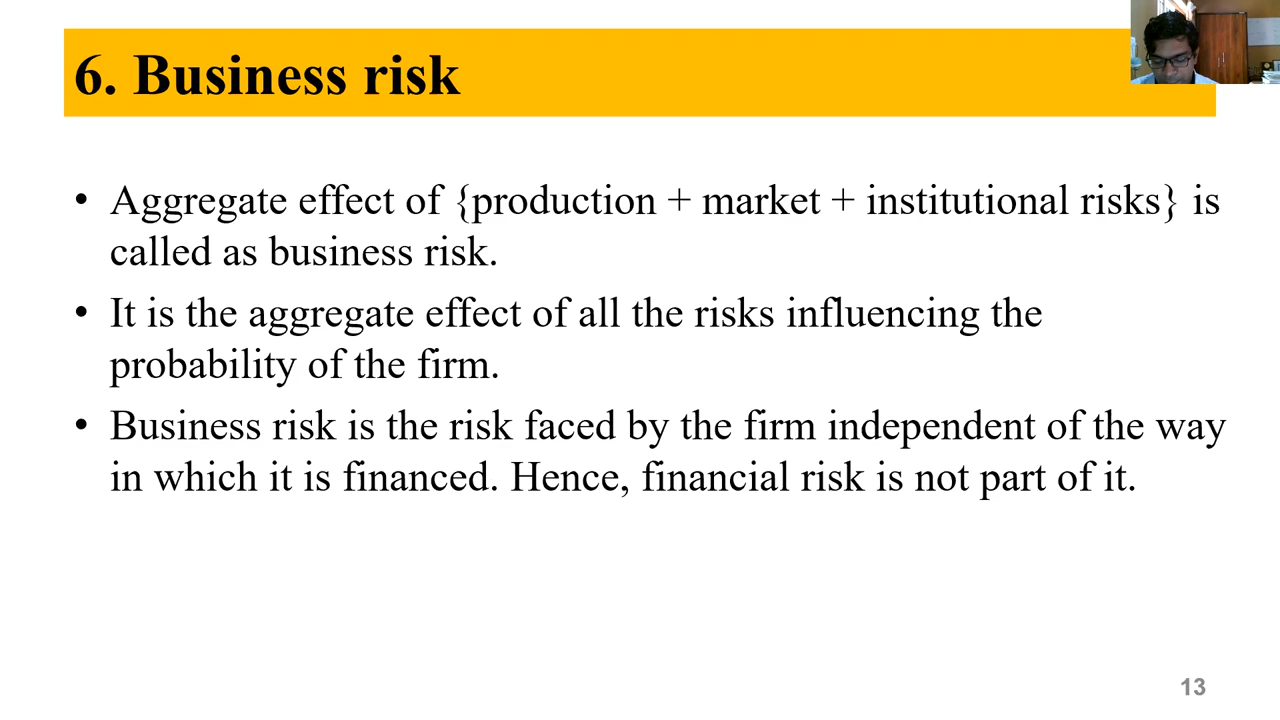 6. Business risk
• Aggregate effect of {production + market + institutional risks} is
called as business risk.
• It is the aggregate effect of all the risks influencing the
probability of the firm.
• Business risk is the risk faced by the firm independent of the way
in which it is financed. Hence, financial risk is not part of it.
13